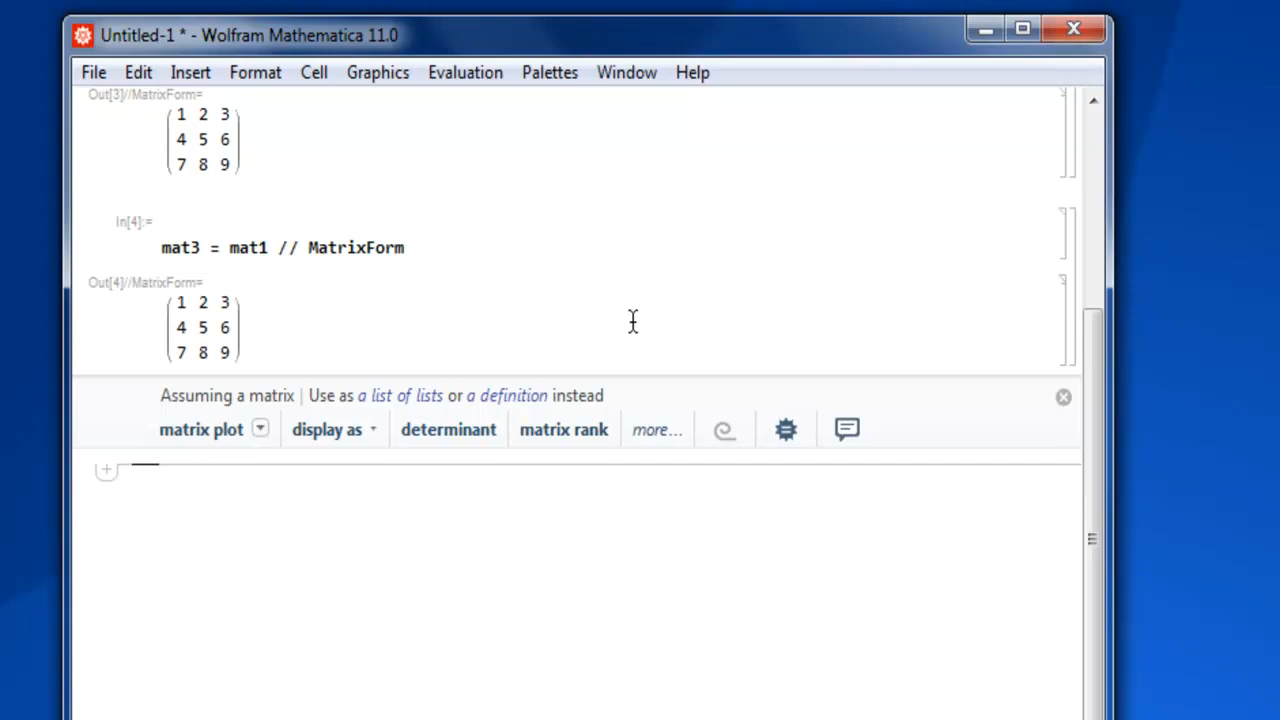 Untitled-1 * - Wolfram Mathematica 11.0
File Edit Insert Format Cell Graphics Evaluation Palettes Window Help
Out[3]//MatrixForm=
1 2 3
4 5 6
7 8 9
In[4]:=
mat3 = mat1 // MatrixForm
Out[4]//MatrixForm=
1 2 3
4 5 6
7 8 9
Assuming a matrix | Use as a list of lists or a definition instead
matrix plot display as determinant matrix rank more...